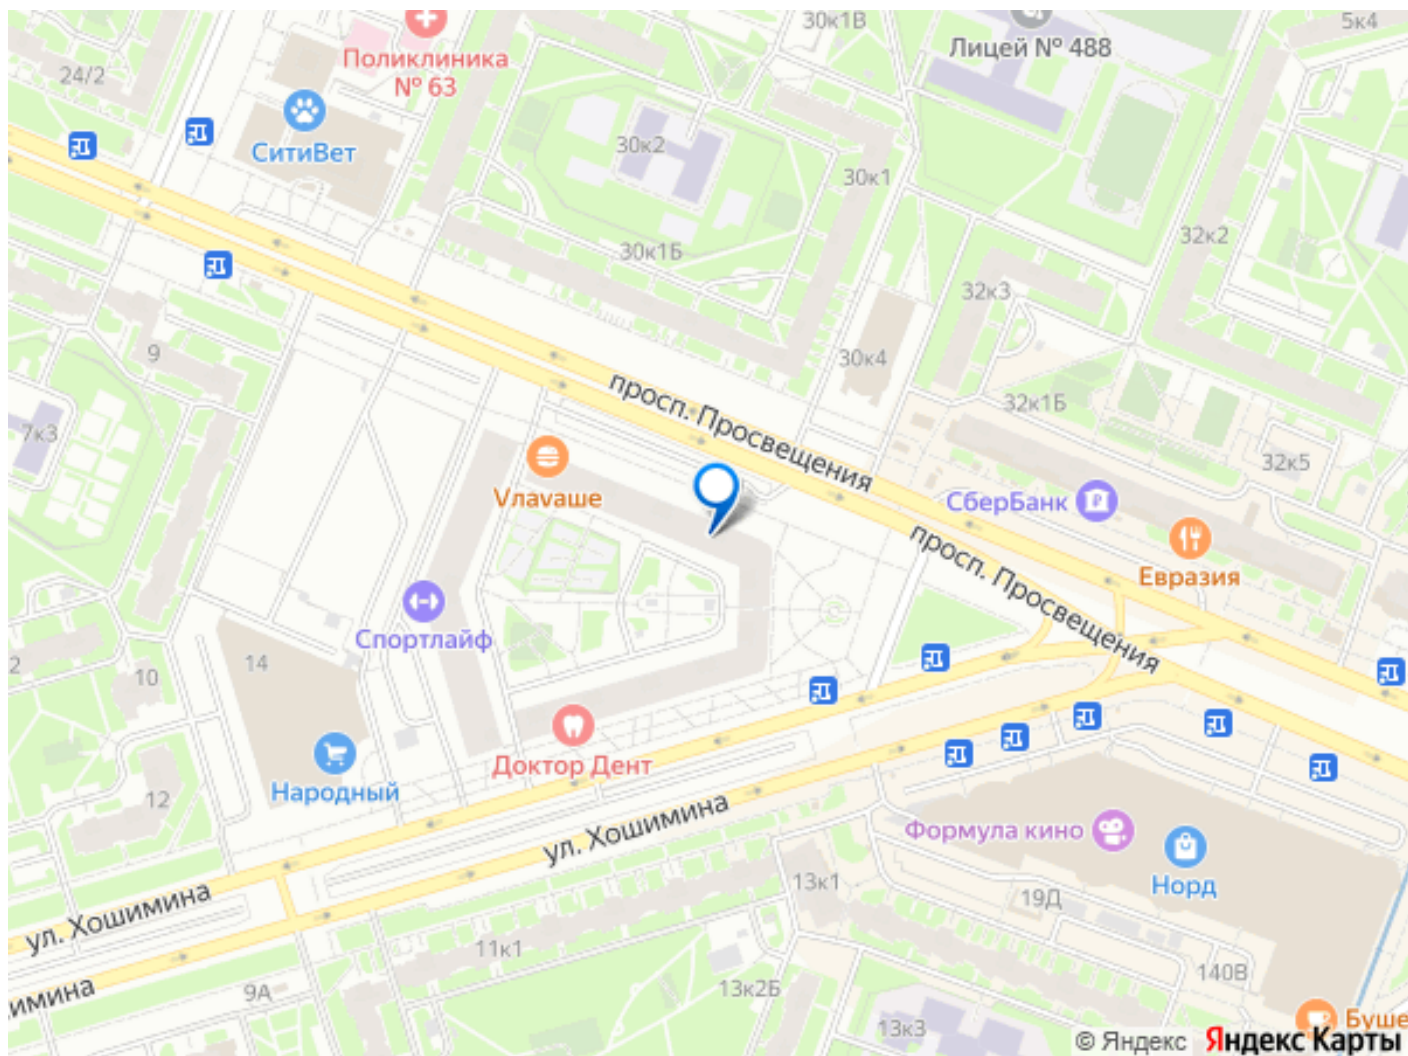 30к1В
5к4
Лицей № 488
Поликлиника
№ 63
24/2
СитиВет
30к2
30к1
32к2
30к1Б
32к3
9
30к4
просп. Просвещения
32к1Б
7к3
32к5
Vлаvаше
СберБанк
просп. Просвещения
Евразия
Спортлайф
2
14
10
Доктор Дент
Народный
12
ул. Хошимина
Формула кино
Норд
13к1
19Д
ул. Хошимина
11к1
140В
имина
9А
13к2Б
13к3
Буше
© Яндекс Яндекс Карты